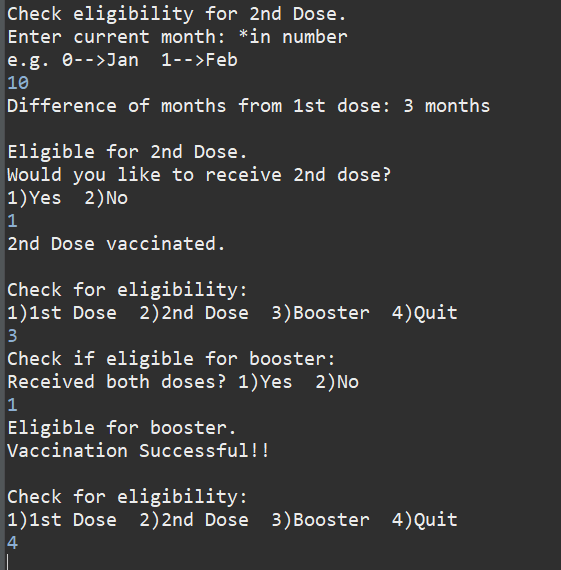 Check eligibility for 2nd Dose.
Enter current month: *in number
e.g. 0-->Jan  1-->Feb
10
Difference of months from 1st dose: 3 months
Eligible for 2nd Dose.
Would you like to receive 2nd dose?
1)Yes  2)No
1
2nd Dose vaccinated.
Check for eligibility:
1)1st Dose  2)2nd Dose  3)Booster  4)Quit
3
Check if eligible for booster:
Received both doses? 1)Yes  2)No
1
Eligible for booster.
Vaccination Successful!!
Check for eligibility:
1)1st Dose  2)2nd Dose  3)Booster  4)Quit
4